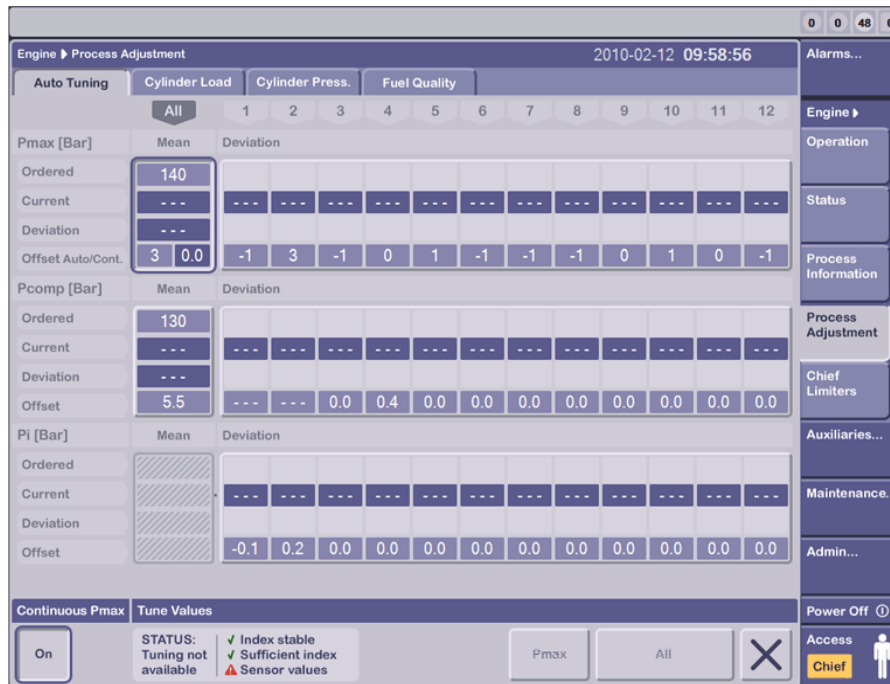 0 0 48 0
Engine Process Adjustment 2010-02-12 09:58:56 Alarms...
Auto Tuning Cylinder Load Cylinder Press. Fuel Quality
All 1 2 3 4 5 6 7 8 9 10 11 12 Engine
Pmax [Bar] Mean Deviation Operation
Ordered 140
Current - - - - - - - - - - - - - - - - - - - - - - - - - - - - - - - - - - - - - - - Status
Deviation - - -
Offset Auto/Cont. 3 0.0 -1 3 -1 0 1 -1 -1 -1 0 1 0 -1 Process Information
Pcomp [Bar] Mean Deviation
Ordered 130 Process Adjustment
Current - - - - - - - - - - - - - - - - - - - - - - - - - - - - - - - - - - - - - - -
Deviation - - - Chief Limiters
Offset 5.5 - - - - - - 0.0 0.4 0.0 0.0 0.0 0.0 0.0 0.0 0.0 0.0
Pi [Bar] Mean Deviation Auxiliaries...
Ordered
Current - - - - - - - - - - - - - - - - - - - - - - - - - - - - - - - - - - - - Maintenance.
Deviation
Offset -0.1 0.2 0.0 0.0 0.0 0.0 0.0 0.0 0.0 0.0 0.0 0.0 Admin...
Continuous Pmax Tune Values Power Off
On
STATUS:
Tuning not
available
Index stable
Sufficient index
Sensor values
Pmax All
Access
Chief